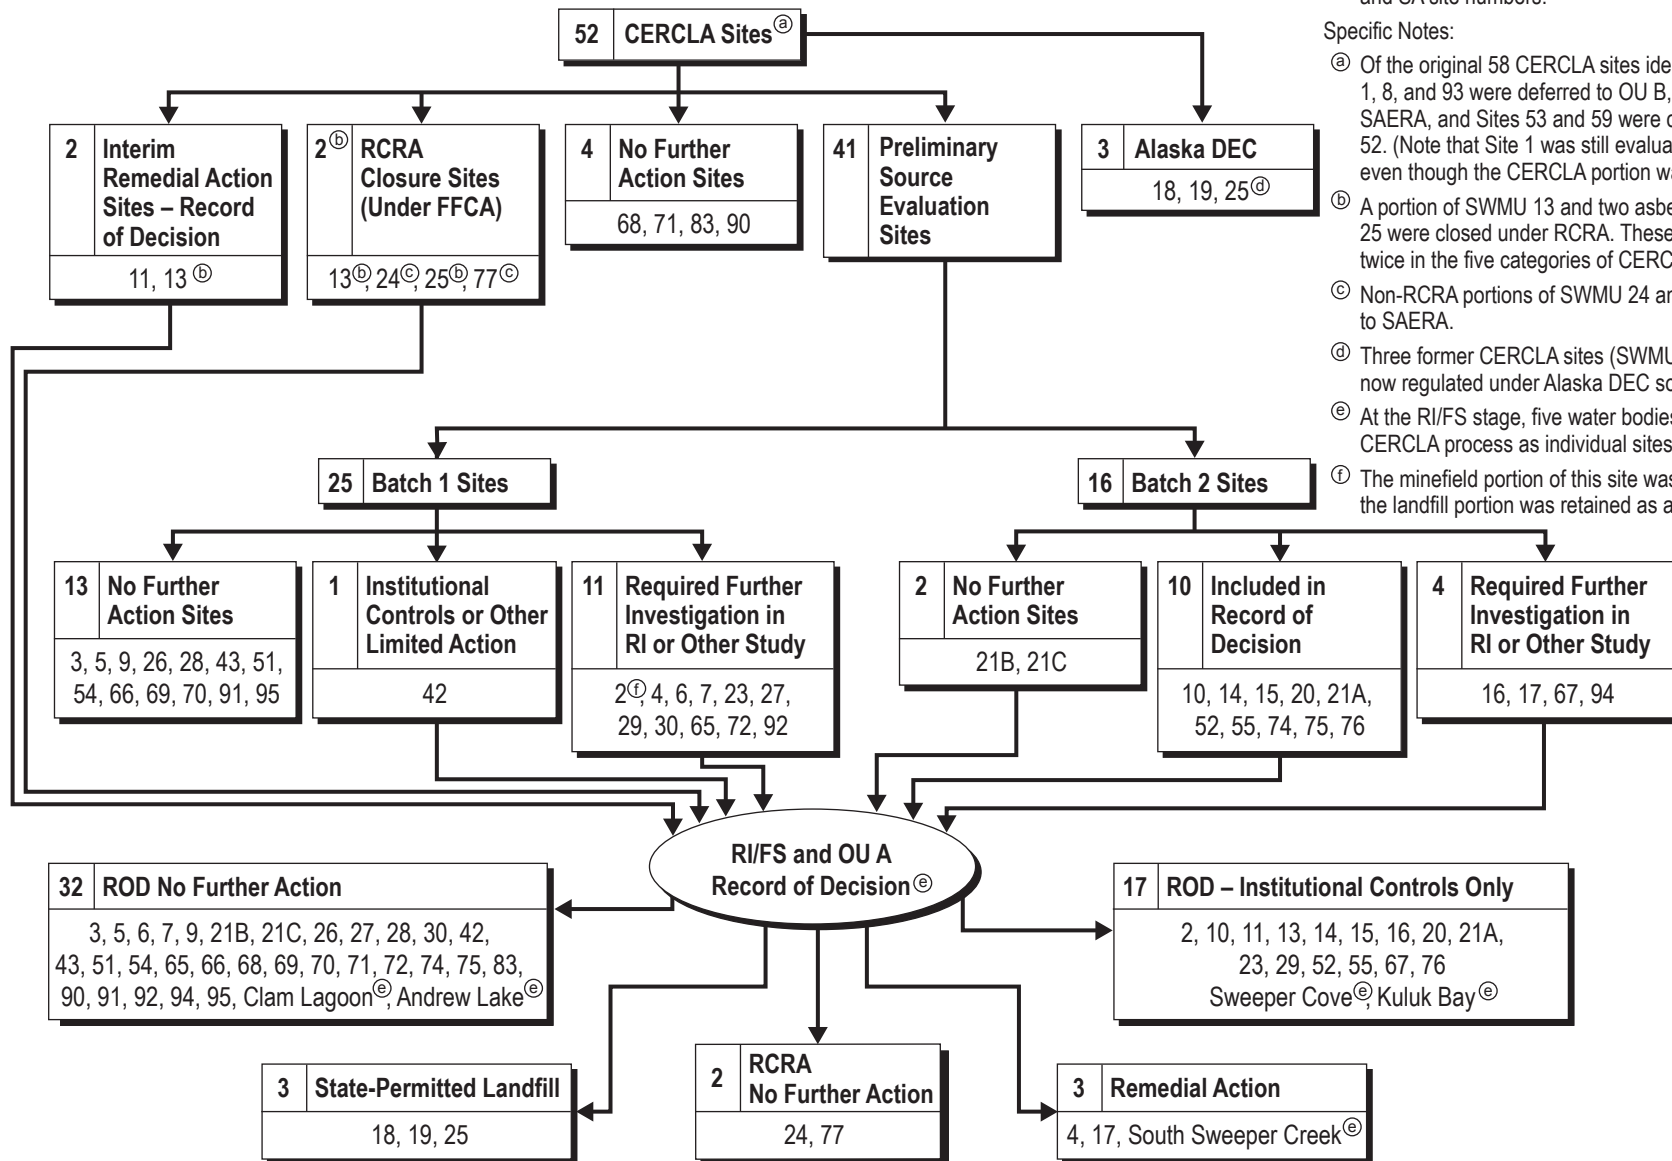 52 CERCLA Sites ⓐ
2 Interim
Remedial Action
Sites – Record
of Decision
11, 13 ⓑ
2 ⓑ RCRA
Closure Sites
(Under FFCA)
13ⓑ, 24ⓒ, 25ⓑ, 77ⓒ
4 No Further
Action Sites
68, 71, 83, 90
41 Preliminary
Source
Evaluation
Sites
3 Alaska DEC
18, 19, 25ⓓ
and SA site numbers.
Specific Notes:
ⓐ Of the original 58 CERCLA sites
1, 8, and 93 were deferred to OU B,
SAERA, and Sites 53 and 59 were
52. (Note that Site 1 was still
even though the CERCLA portion
ⓑ A portion of SWMU 13 and two
25 were closed under RCRA. These
twice in the five categories of
ⓒ Non-RCRA portions of SWMU 24
to SAERA.
ⓓ Three former CERCLA sites
now regulated under Alaska DEC
ⓔ At the RI/FS stage, five water bodies
CERCLA process as individual sites
ⓕ The minefield portion of this site was
the landfill portion was retained as
25 Batch 1 Sites
16 Batch 2 Sites
13 No Further
Action Sites
3, 5, 9, 26, 28, 43, 51,
54, 66, 69, 70, 91, 95
1 Institutional
Controls or Other
Limited Action
42
11 Required Further
Investigation in
RI or Other Study
2ⓕ, 4, 6, 7, 23, 27,
29, 30, 65, 72, 92
2 No Further
Action Sites
21B, 21C
10 Included in
Record of
Decision
10, 14, 15, 20, 21A,
52, 55, 74, 75, 76
4 Required Further
Investigation in
RI or Other Study
16, 17, 67, 94
RI/FS and OU A
Record of Decision ⓔ
32 ROD No Further Action
3, 5, 6, 7, 9, 21B, 21C, 26, 27, 28, 30, 42,
43, 51, 54, 65, 66, 68, 69, 70, 71, 72, 74, 75, 83,
90, 91, 92, 94, 95, Clam Lagoonⓔ, Andrew Lakeⓔ
17 ROD – Institutional Controls Only
2, 10, 11, 13, 14, 15, 16, 20, 21A,
23, 29, 52, 55, 67, 76
Sweeper Coveⓔ, Kuluk Bay ⓔ
3 State-Permitted Landfill
18, 19, 25
2 RCRA
No Further Action
24, 77
3 Remedial Action
4, 17, South Sweeper Creekⓔ